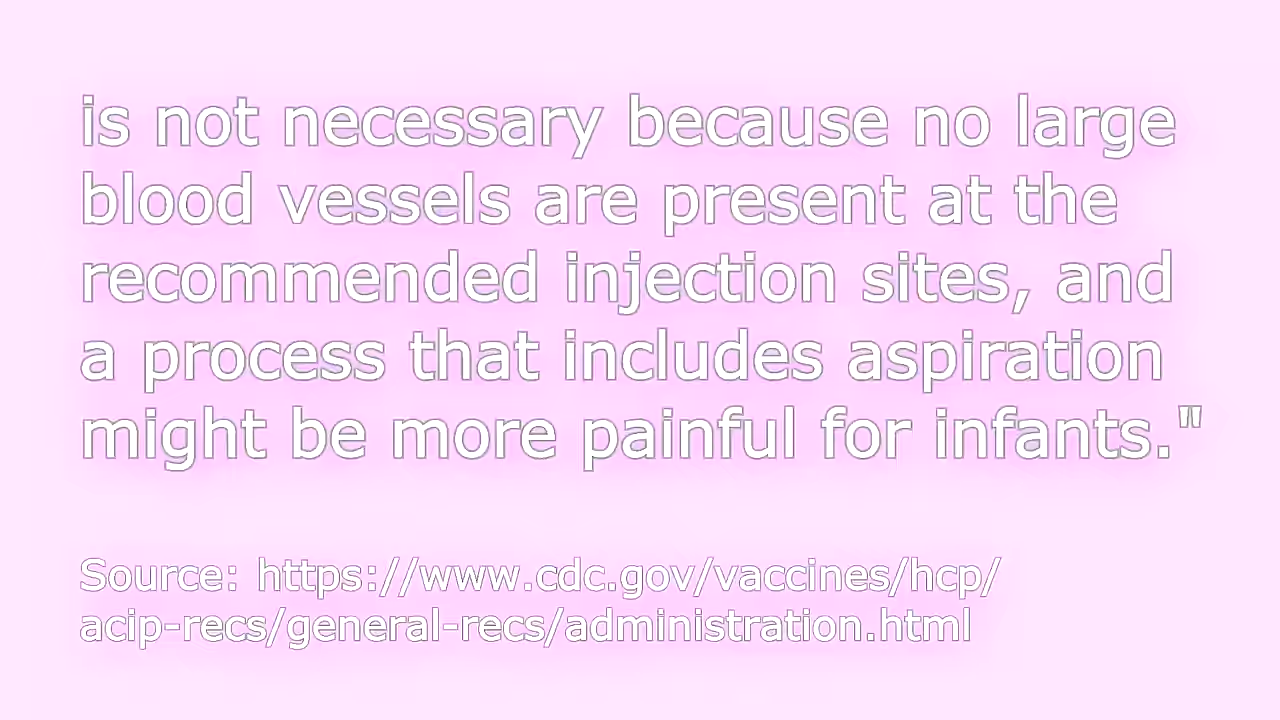 is not necessary because no large
blood vessels are present at the
recommended injection sites, and
a process that includes aspiration
might be more painful for infants."
Source: https://www.cdc.gov/vaccines/hcp/
acip-recs/general-recs/administration.html